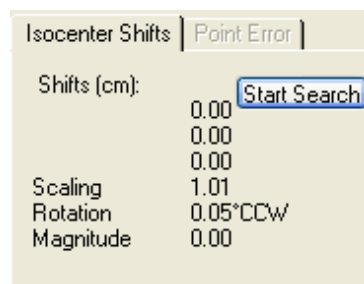 Isocenter Shifts Point Error
Shifts (cm):
Start Search
0.00
0.00
0.00
Scaling 1.01
Rotation 0.05°CCW
Magnitude 0.00